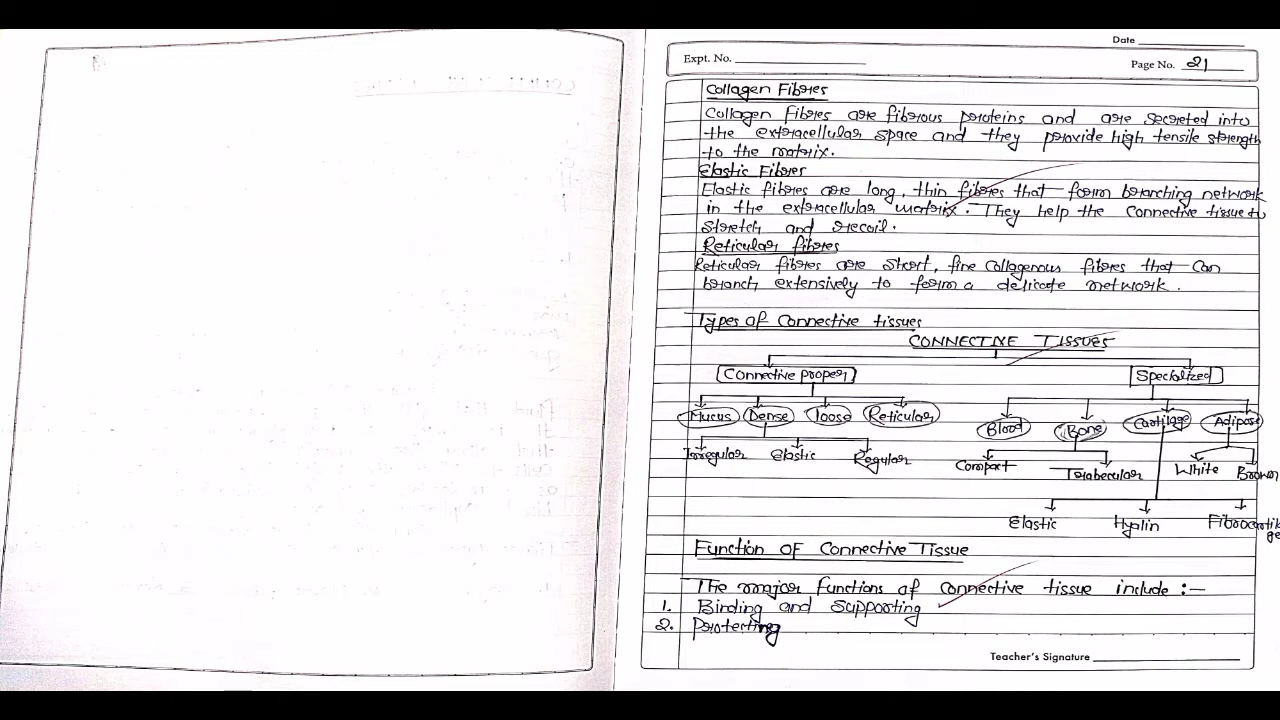 Date
Expt. No.
Page No. 21
Collagen Fibres
Collagen Fibres are fibrous proteins and are secreted into
the extracellular space and they provide high tensile strength
to the matrix.
Elastic Fibres
Elastic fibres are long, thin fibres that form branching network
in the extracellular matrix. They help the connective tissue to
stretch and recoil.
Reticular fibres
Reticular fibres are short, fine collagenous fibres that can
branch extensively to form a delicate network.
Types of Connective tissues
CONNECTIVE TISSUES
Connective proper Specialized
Mucus Dense loose Reticular Blood Bone Cartilage Adipose
Irregular Elastic Regular Compact Trabecular White Brown
Elastic Hyalin Fibrocartilage
Function OF Connective Tissue
The major functions of connective tissue include :-
1. Binding and supporting
2. Protecting
Teacher's Signature